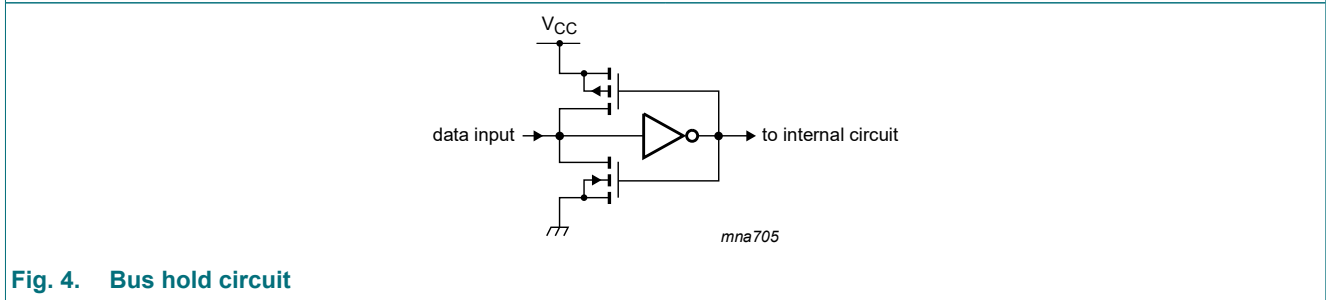 VCC
data input
to internal circuit
mna705
Fig. 4. Bus hold circuit